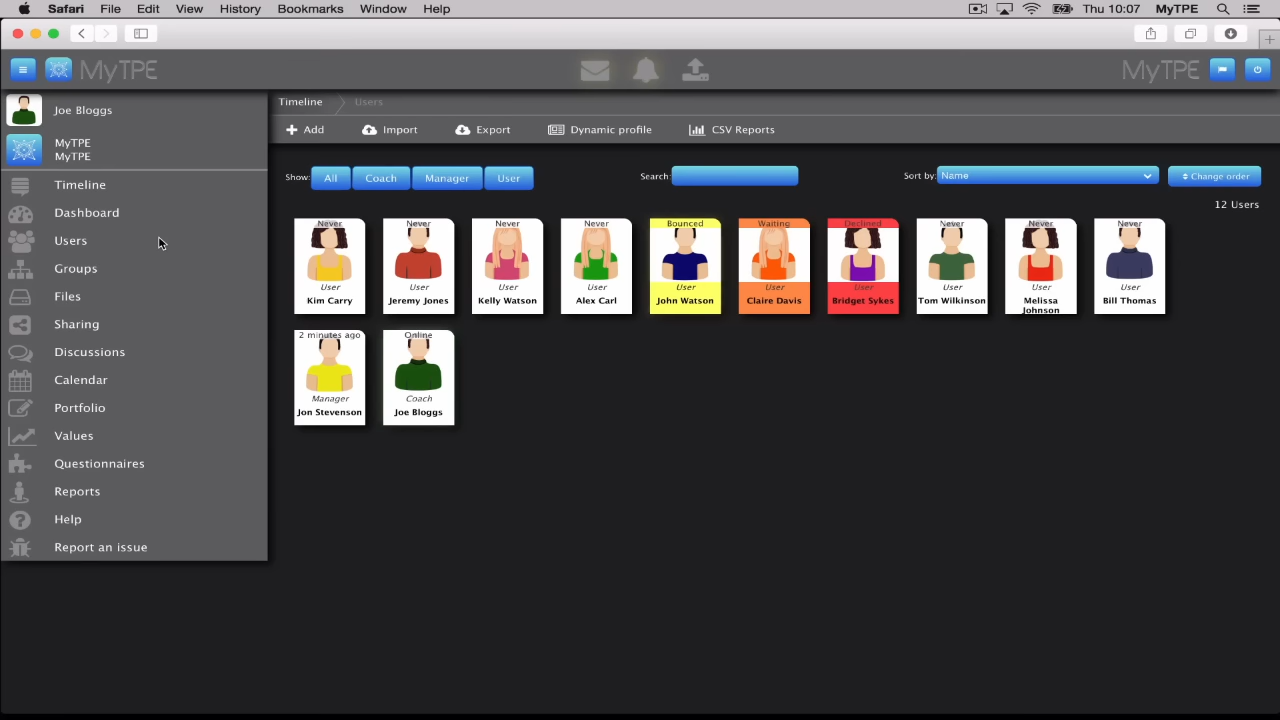 Safari File Edit View History Bookmarks Window Help Thu 10:07 MyTPE
MyTPE MyTPE
Joe Bloggs
MyTPE
MyTPE
Timeline
Dashboard
Users
Groups
Files
Sharing
Discussions
Calendar
Portfolio
Values
Questionnaires
Reports
Help
Report an issue
Timeline Users
Add Import Export Dynamic profile CSV Reports
Show: All Coach Manager User Search: Sort by: Name Change order
12 Users
Never Never Never Never Bounced Waiting Declined Never Never Never
User User User User User User User User User User
Kim Carry Jeremy Jones Kelly Watson Alex Carl John Watson Claire Davis Bridget Sykes Tom Wilkinson Melissa Johnson Bill Thomas
2 minutes ago Online
Manager Coach
Jon Stevenson Joe Bloggs